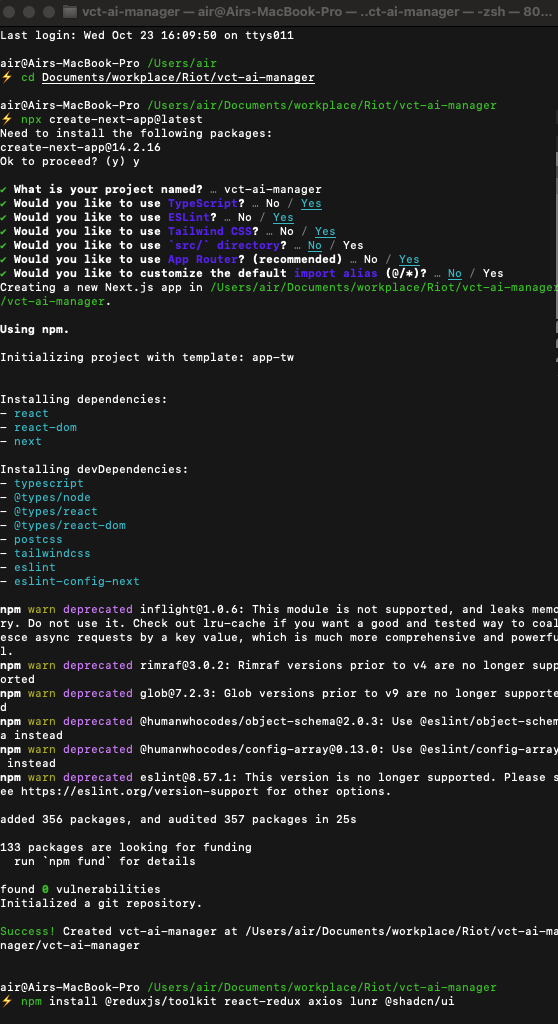 vct-ai-manager — air@Airs-MacBook-Pro — ..ct-ai-manager — -zsh — 80...
Last login: Wed Oct 23 16:09:50 on ttys011
air@Airs-MacBook-Pro /Users/air
⚡ cd Documents/workplace/Riot/vct-ai-manager
air@Airs-MacBook-Pro /Users/air/Documents/workplace/Riot/vct-ai-manager
⚡ npx create-next-app@latest
Need to install the following packages:
create-next-app@14.2.16
Ok to proceed? (y) y
✔ What is your project named? … vct-ai-manager
✔ Would you like to use TypeScript? … No / Yes
✔ Would you like to use ESLint? … No / Yes
✔ Would you like to use Tailwind CSS? … No / Yes
✔ Would you like to use `src/` directory? … No / Yes
✔ Would you like to use App Router? (recommended) … No / Yes
✔ Would you like to customize the default import alias (@/*)? … No / Yes
Creating a new Next.js app in /Users/air/Documents/workplace/Riot/vct-ai-manager
/vct-ai-manager.
Using npm.
Initializing project with template: app-tw
Installing dependencies:
- react
- react-dom
- next
Installing devDependencies:
- typescript
- @types/node
- @types/react
- @types/react-dom
- postcss
- tailwindcss
- eslint
- eslint-config-next
npm warn deprecated inflight@1.0.6: This module is not supported, and leaks memo
ry. Do not use it. Check out lru-cache if you want a good and tested way to coal
esce async requests by a key value, which is much more comprehensive and powerfu
l.
npm warn deprecated rimraf@3.0.2: Rimraf versions prior to v4 are no longer supp
orted
npm warn deprecated glob@7.2.3: Glob versions prior to v9 are no longer supporte
d
npm warn deprecated @humanwhocodes/object-schema@2.0.3: Use @eslint/object-schem
a instead
npm warn deprecated @humanwhocodes/config-array@0.13.0: Use @eslint/config-array
instead
npm warn deprecated eslint@8.57.1: This version is no longer supported. Please s
ee https://eslint.org/version-support for other options.
added 356 packages, and audited 357 packages in 25s
133 packages are looking for funding
run `npm fund` for details
found 0 vulnerabilities
Initialized a git repository.
Success! Created vct-ai-manager at /Users/air/Documents/workplace/Riot/vct-ai-ma
nager/vct-ai-manager
air@Airs-MacBook-Pro /Users/air/Documents/workplace/Riot/vct-ai-manager
⚡ npm install @reduxjs/toolkit react-redux axios lunr @shadcn/ui